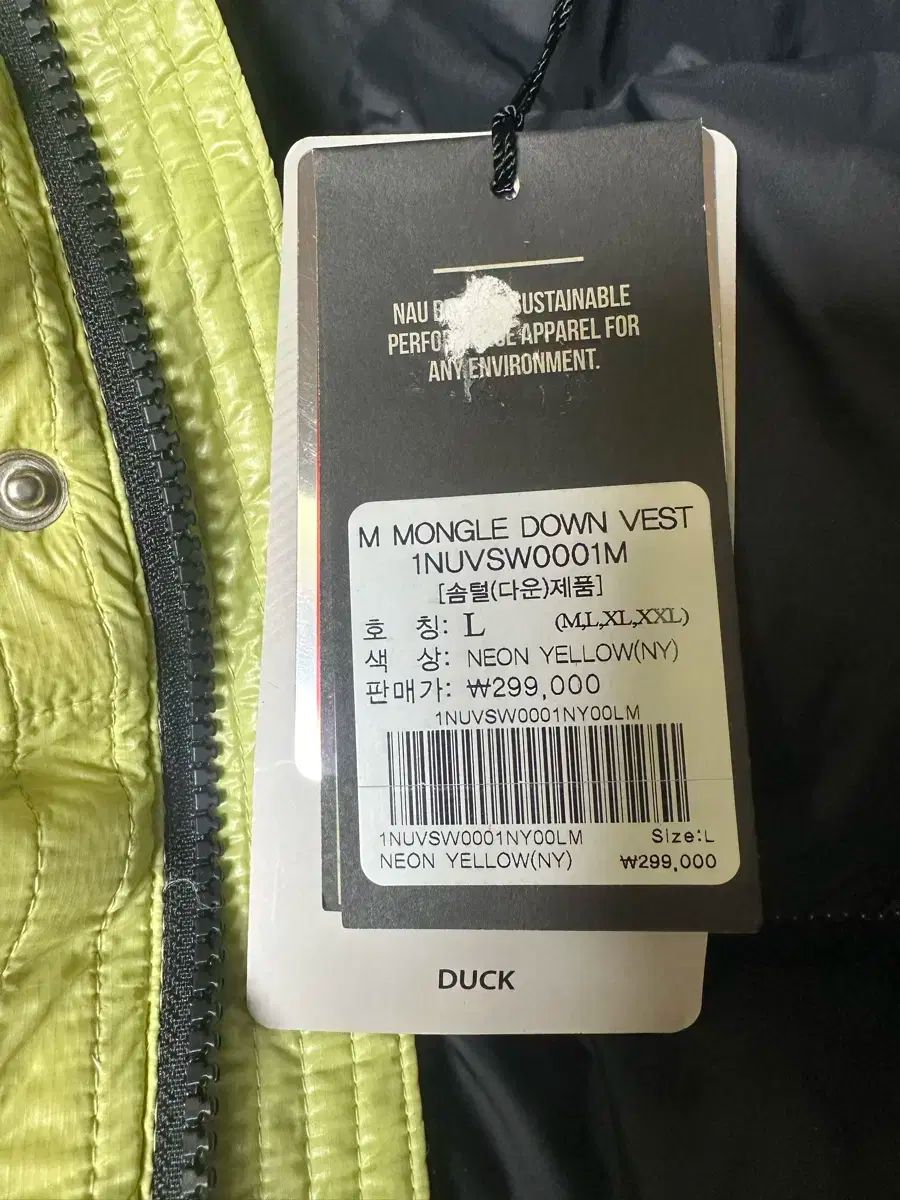 NAU SUSTAINABLE
APPAREL FOR
ANY ENVIRONMENT.
M MONGLE DOWN VEST
1NUVSW0001M
[솜털(다운)제품]
호 칭: L (M,L,XL,XXL)
색 상: NEON YELLOW(NY)
판매가: ₩299,000
1NUVSW0001NY00LM
1NUVSW0001NY00LM Size:L
NEON YELLOW(NY) ₩299,000
DUCK